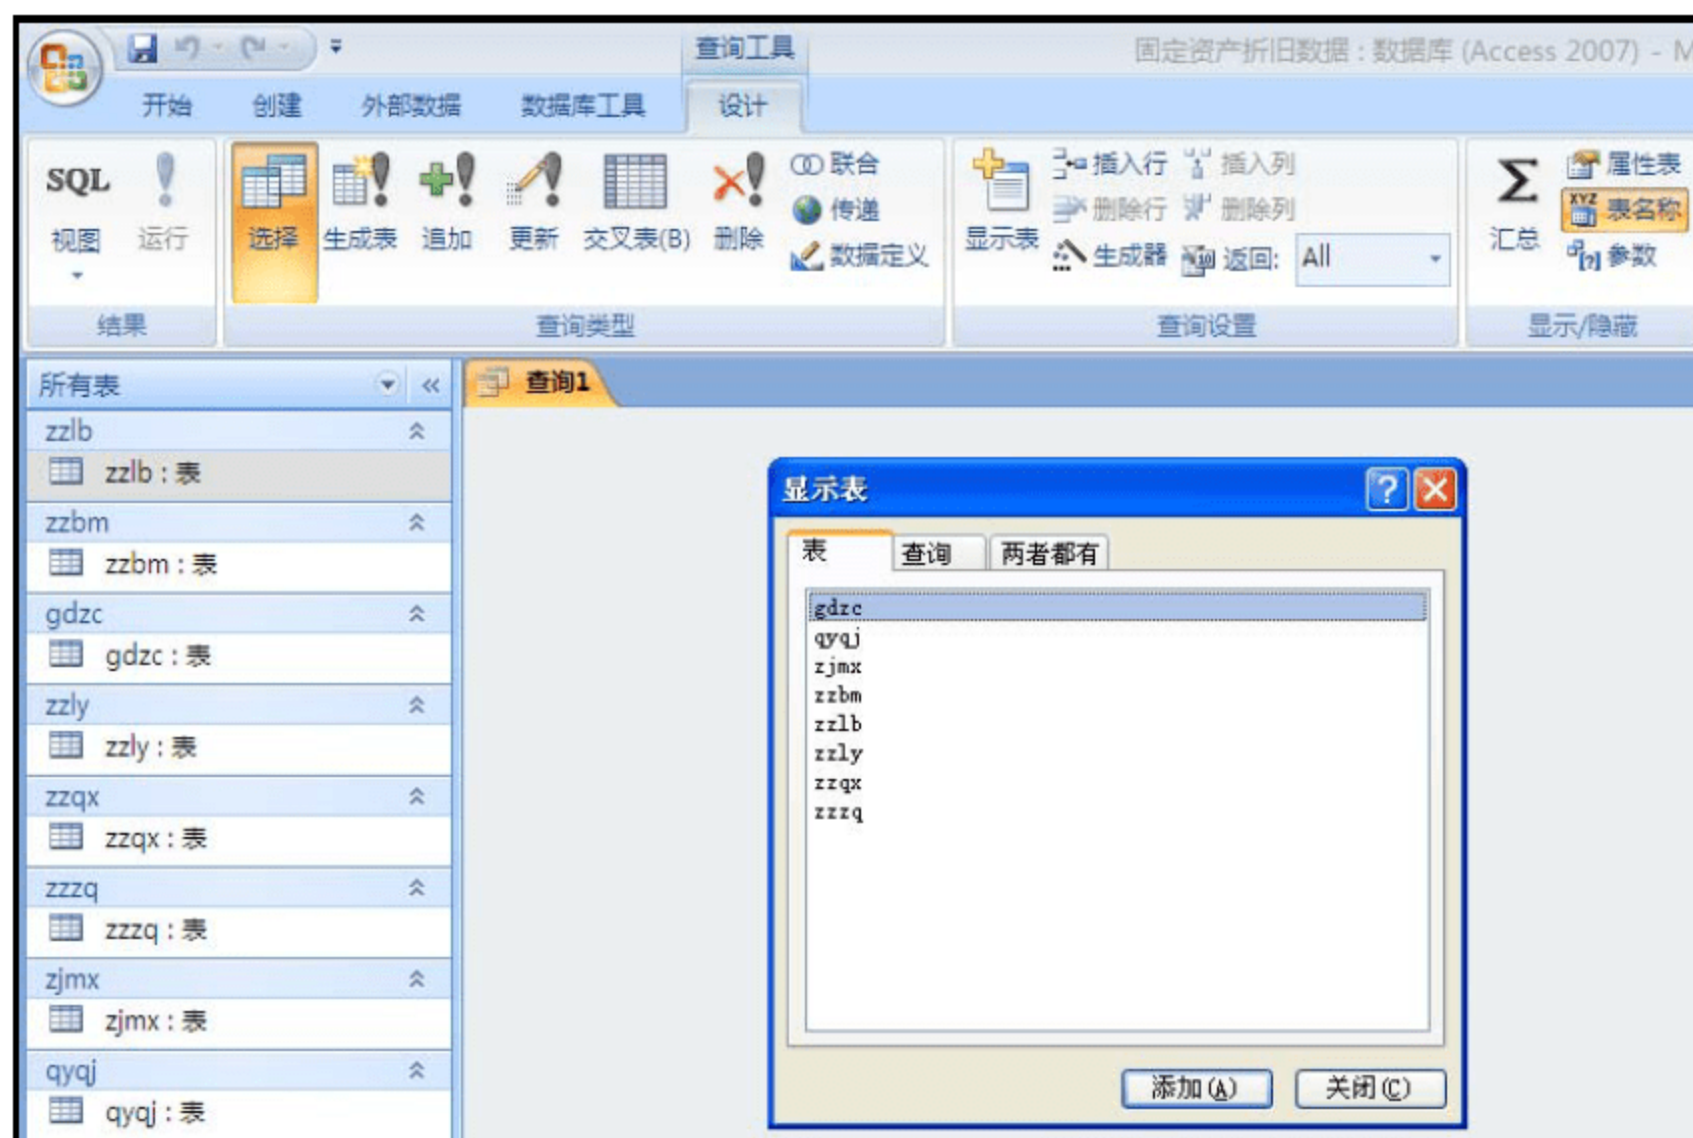 查询工具
固定资产折旧数据 : 数据库 (Access 2007) - M
开始 创建 外部数据 数据库工具 设计
SQL
视图
运行
选择
生成表
追加
更新
交叉表(B)
删除
联合
传递
数据定义
显示表
插入行
删除行
生成器
插入列
删除列
返回: All
汇总
属性表
表名称
参数
结果
查询类型
查询设置
显示/隐藏
所有表
zzlb
zzlb : 表
zzbm
zzbm : 表
gdzc
gdzc : 表
zzly
zzly : 表
zzqx
zzqx : 表
zzzq
zzzq : 表
zjmx
zjmx : 表
qyqj
qyqj : 表
查询1
显示表
表 查询 两者都有
gdzc
qyqj
zjmx
zzbm
zzlb
zzly
zzqx
zzzq
添加(A) 关闭(C)